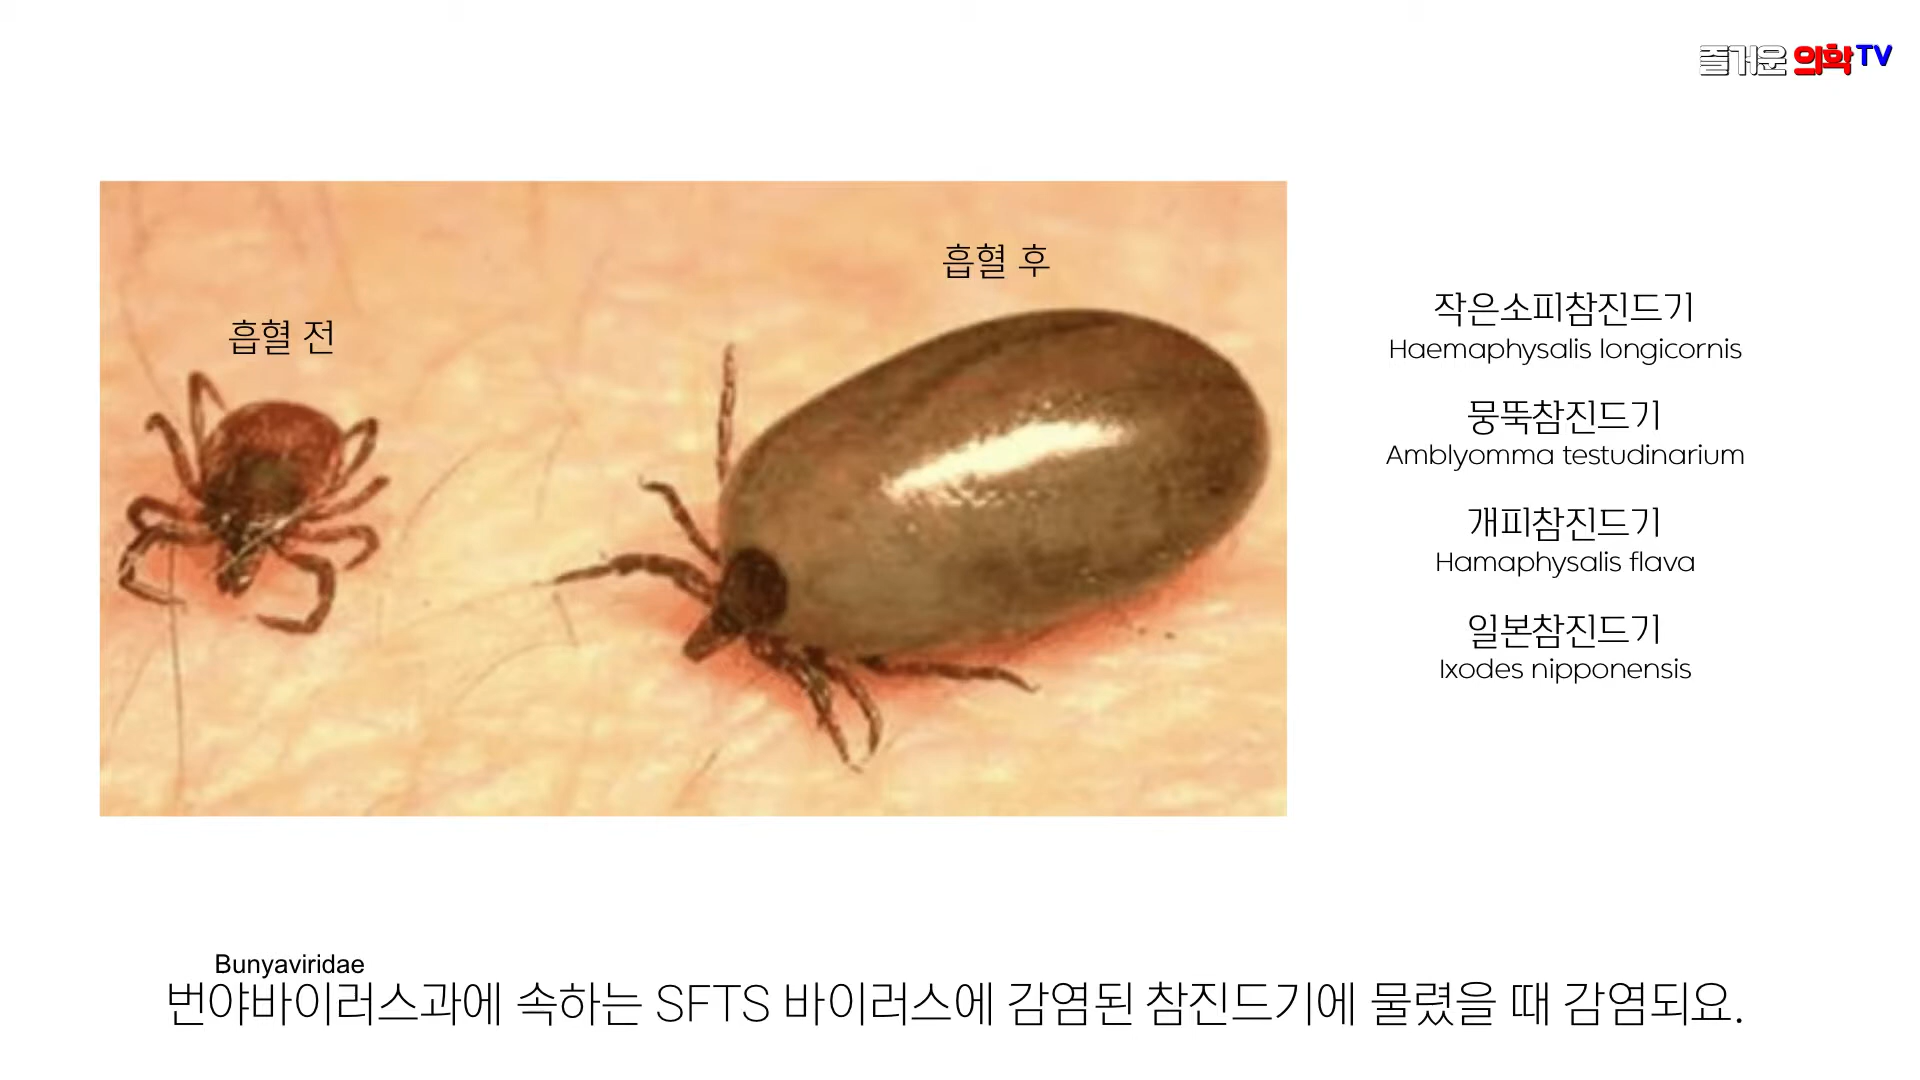 즐거운 의학TV
흡혈 후
흡혈 전
작은소피참진드기
Haemaphysalis longicornis
뭉뚝참진드기
Amblyomma testudinarium
개피참진드기
Hamaphysalis flava
일본참진드기
Ixodes nipponensis
Bunyaviridae
번야바이러스과에 속하는 SFTS 바이러스에 감염된 참진드기에 물렸을 때 감염되요.